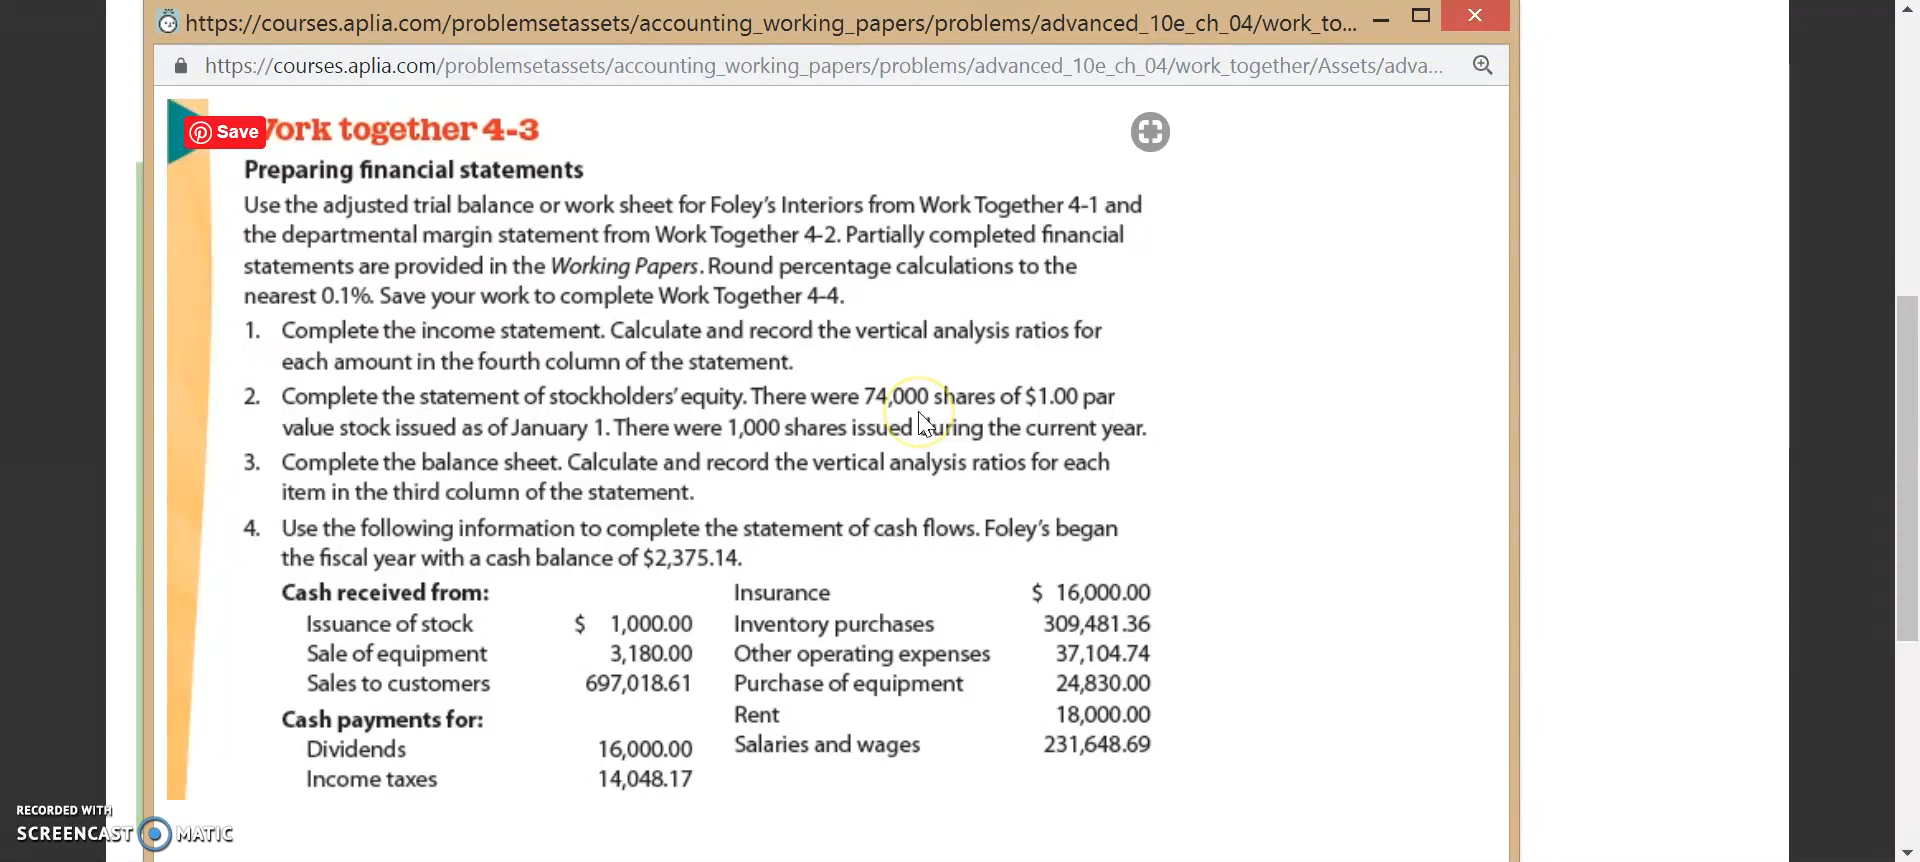 https://courses.aplia.com/problemsetassets/accounting_working_papers/problems/advanced_10e_ch_04/work_to...
https://courses.aplia.com/problemsetassets/accounting_working_papers/problems/advanced_10e_ch_04/work_together/Assets/adva...
Save
ork together 4-3
Preparing financial statements
Use the adjusted trial balance or work sheet for Foley's Interiors from Work Together 4-1 and
the departmental margin statement from Work Together 4-2. Partially completed financial
statements are provided in the Working Papers. Round percentage calculations to the
nearest 0.1%. Save your work to complete Work Together 4-4.
1. Complete the income statement. Calculate and record the vertical analysis ratios for
each amount in the fourth column of the statement.
2. Complete the statement of stockholders' equity. There were 74,000 shares of $1.00 par
value stock issued as of January 1. There were 1,000 shares issued during the current year.
3. Complete the balance sheet. Calculate and record the vertical analysis ratios for each
item in the third column of the statement.
4. Use the following information to complete the statement of cash flows. Foley's began
the fiscal year with a cash balance of $2,375.14.
Cash received from:
Issuance of stock $ 1,000.00
Sale of equipment 3,180.00
Sales to customers 697,018.61
Cash payments for:
Dividends 16,000.00
Income taxes 14,048.17
Insurance $ 16,000.00
Inventory purchases 309,481.36
Other operating expenses 37,104.74
Purchase of equipment 24,830.00
Rent 18,000.00
Salaries and wages 231,648.69
RECORDED WITH
SCREENCAST MATIC